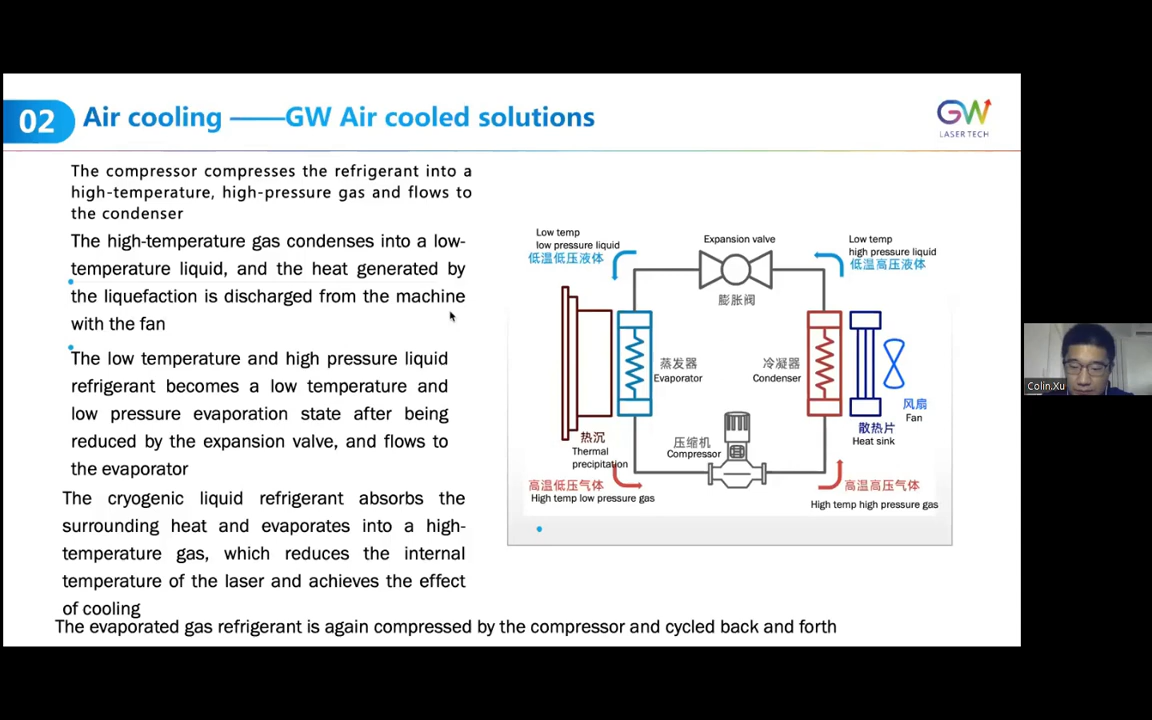 02
Air cooling ——GW Air cooled solutions
GW
LASER TECH
The compressor compresses the refrigerant into a
high-temperature, high-pressure gas and flows to
the condenser
The high-temperature gas condenses into a low-
temperature liquid, and the heat generated by
the liquefaction is discharged from the machine
with the fan
The low temperature and high pressure liquid
refrigerant becomes a low temperature and
low pressure evaporation state after being
reduced by the expansion valve, and flows to
the evaporator
The cryogenic liquid refrigerant absorbs the
surrounding heat and evaporates into a high-
temperature gas, which reduces the internal
temperature of the laser and achieves the effect
of cooling
The evaporated gas refrigerant is again compressed by the compressor and cycled back and forth
Low temp
low pressure liquid
低温低压液体
Expansion valve
膨胀阀
Low temp
high pressure liquid
低温高压液体
蒸发器
Evaporator
冷凝器
Condenser
风扇
Fan
散热片
Heat sink
热沉
Thermal
precipitation
压缩机
Compressor
高温低压气体
High temp low pressure gas
高温高压气体
High temp high pressure gas
Colin.Xu